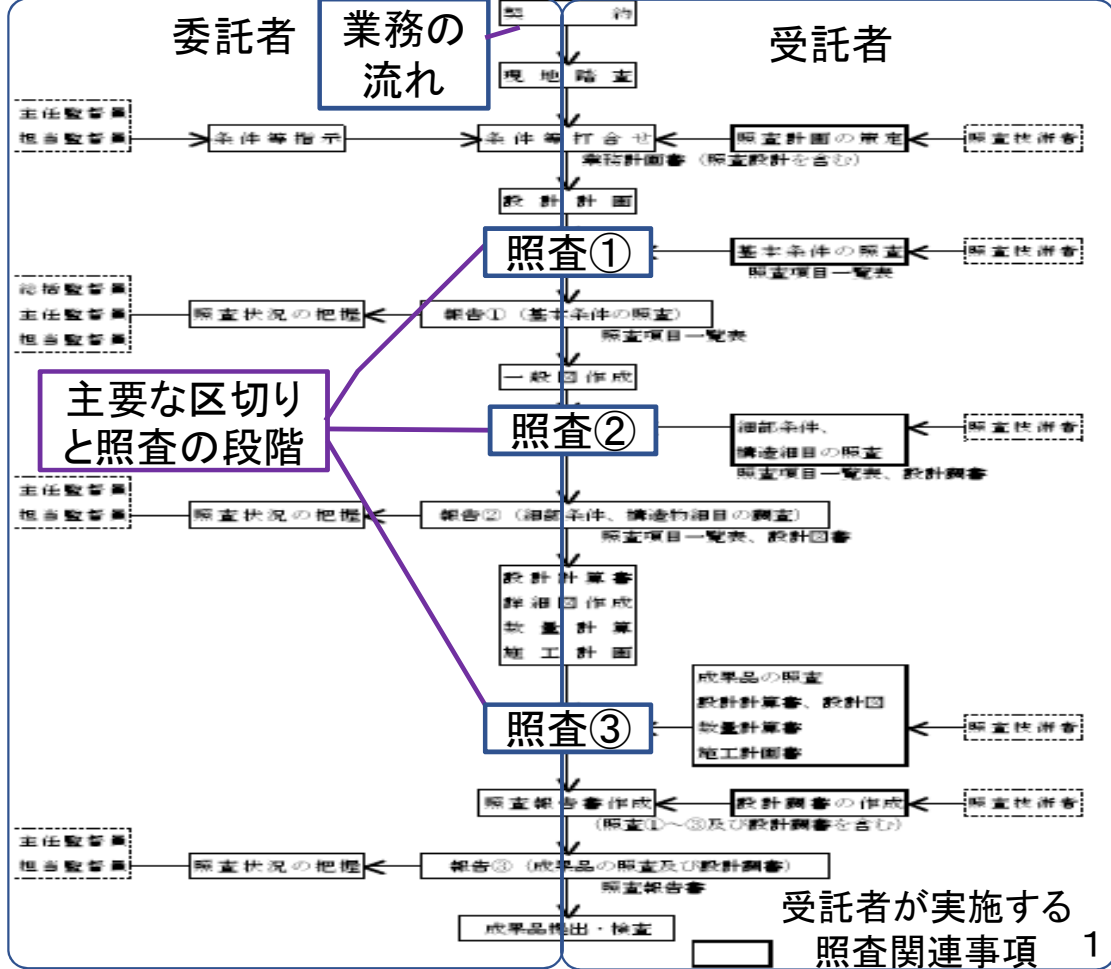 委託者
業務の
流れ
受託者
契約
現地踏査
主任監督員
担当監督員
条件等指示
条件等打合せ
照査計画の策定
照査技術者
業務計画書（照査設計を含む）
設計計画
照査①
基本条件の照査
照査技術者
照査項目一覧表
総括監督員
主任監督員
担当監督員
照査状況の把握
報告①（基本条件の照査）
照査項目一覧表
一般図作成
主要な区切り
と照査の段階
照査②
細部条件、
構造細目の照査
照査技術者
照査項目一覧表、設計調書
主任監督員
担当監督員
照査状況の把握
報告②（細部条件、構造物細目の調査）
照査項目一覧表、設計図書
設計計算書
詳細図作成
数量計算
施工計画
成果品の照査
設計計算書、設計図
数量計算書
施工計画書
照査③
照査技術者
照査報告書作成
設計調書の作成
照査技術者
（照査①～③及び設計調書を含む）
主任監督員
担当監督員
照査状況の把握
報告③（成果品の照査及び設計調書）
照査報告書
成果品提出・検査
受託者が実施する
照査関連事項
1